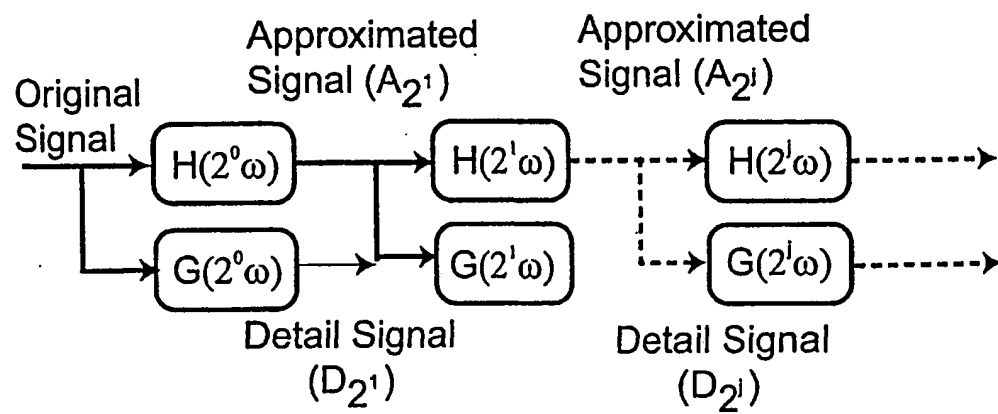 Approximated
Signal (A₂¹)
Approximated
Signal (A₂ʲ)
Original
Signal
H(2⁰ω)
H(2¹ω)
H(2ʲω)
G(2⁰ω)
G(2¹ω)
G(2ʲω)
Detail Signal
(D₂¹)
Detail Signal
(D₂ʲ)